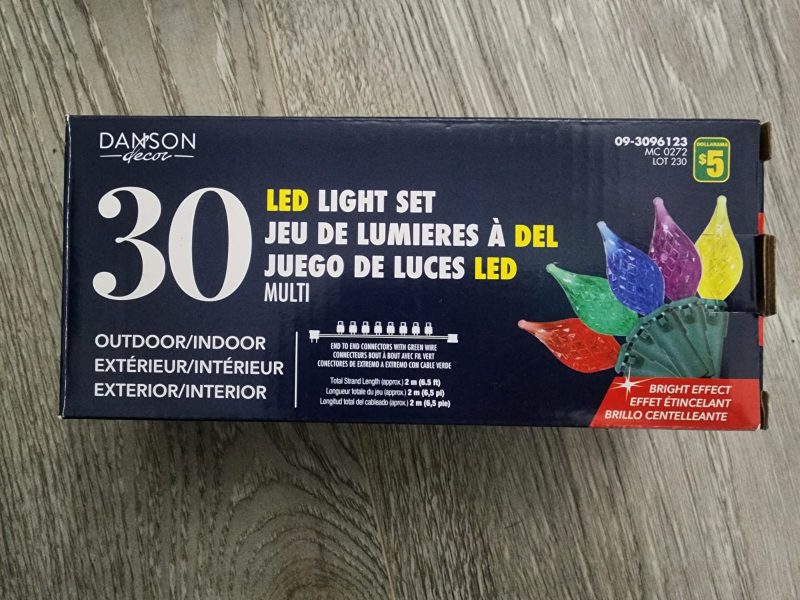 DANSON
decor
09-3096123
MC 0272
LOT 230
DOLLARAMA
$5
30
LED LIGHT SET
JEU DE LUMIERES À DEL
JUEGO DE LUCES LED
MULTI
OUTDOOR/INDOOR
EXTÉRIEUR/INTÉRIEUR
EXTERIOR/INTERIOR
END TO END CONNECTORS WITH GREEN WIRE
CONNECTEURS BOUT À BOUT AVEC FIL VERT
CONECTORES DE EXTREMO A EXTREMO CON CABLE VERDE
Total Strand Length (approx.) 2 m (6.5 ft)
Longueur totale du jeu (approx.) 2 m (6,5 pi)
Longitud total del cableado (aprox.) 2 m (6,5 pie)
BRIGHT EFFECT
EFFET ÉTINCELANT
BRILLO CENTELLEANTE